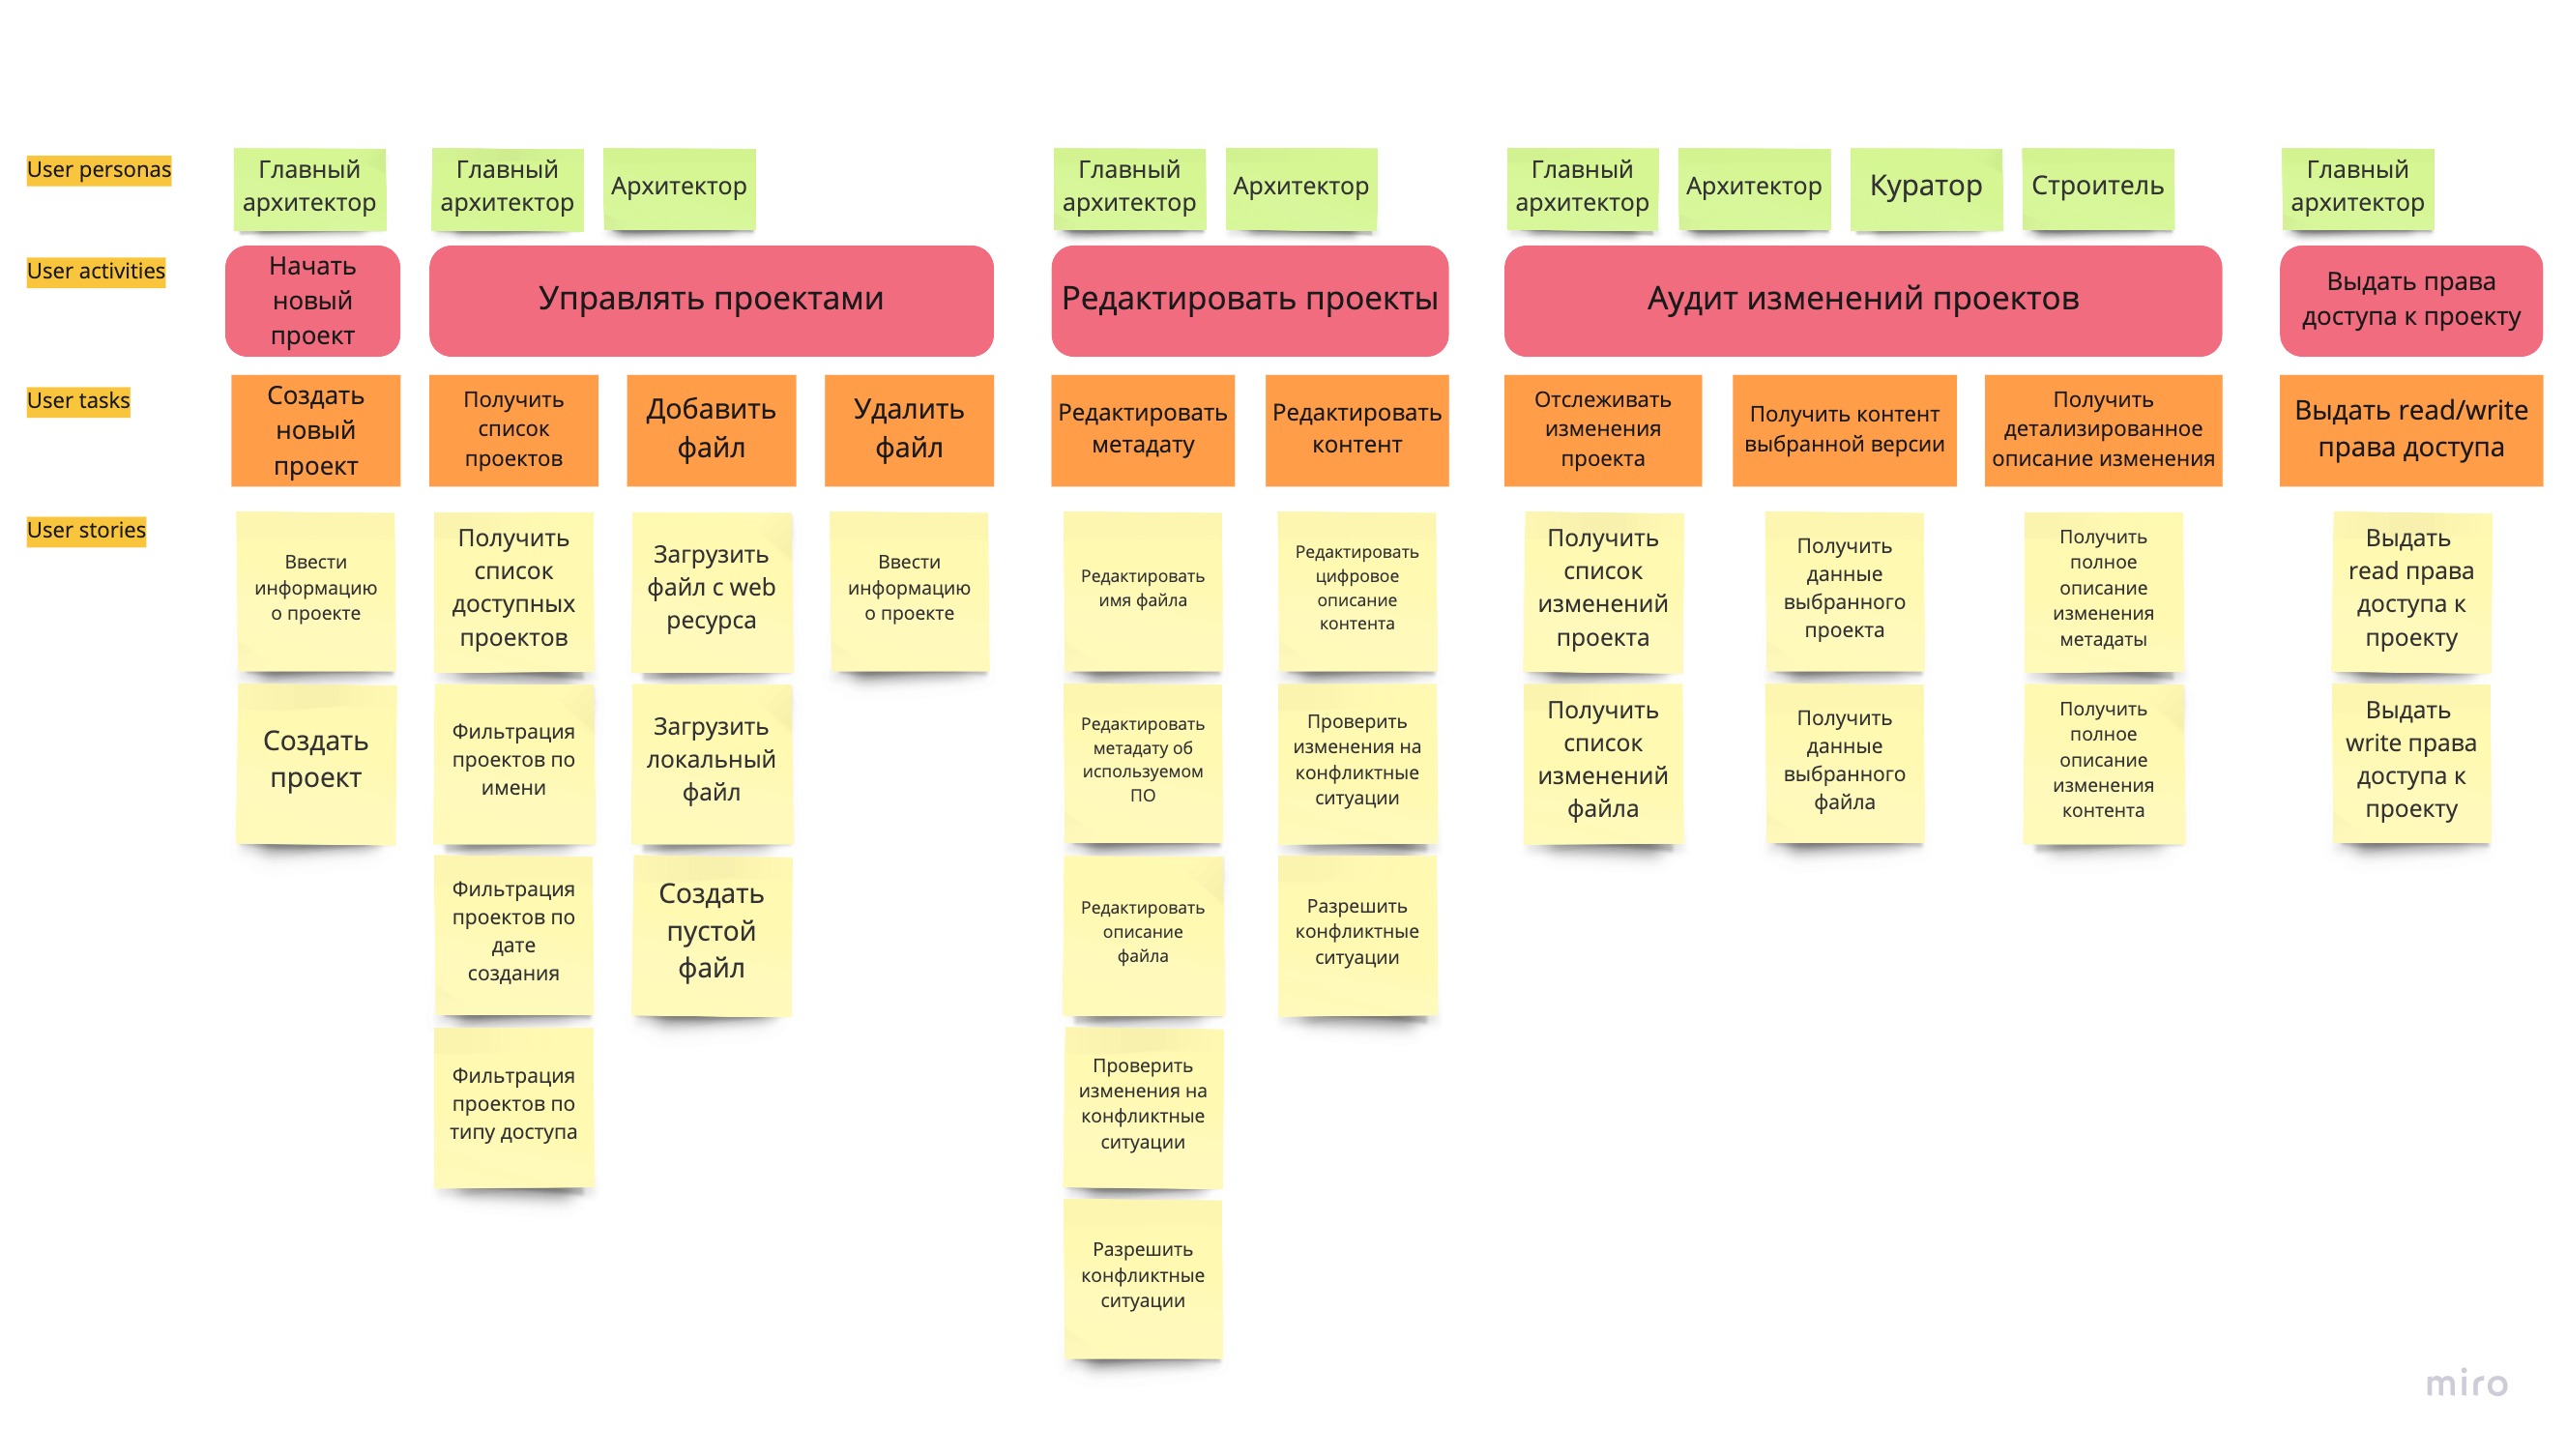 User personas
Главный
архитектор
Главный
архитектор
Архитектор
Главный
архитектор
Архитектор
Главный
архитектор
Архитектор
Куратор
Строитель
Главный
архитектор
User activities
Начать
новый
проект
Управлять проектами
Редактировать проекты
Аудит изменений проектов
Выдать права
доступа к проекту
User tasks
Создать
новый
проект
Получить
список
проектов
Добавить
файл
Удалить
файл
Редактировать
метадату
Редактировать
контент
Отслеживать
изменения
проекта
Получить контент
выбранной версии
Получить
детализированное
описание изменения
Выдать read/write
права доступа
User stories
Ввести
информацию
о проекте
Получить
список
доступных
проектов
Загрузить
файл с web
ресурса
Ввести
информацию
о проекте
Редактировать
имя файла
Редактировать
цифровое
описание
контента
Получить
список
изменений
проекта
Получить
данные
выбранного
проекта
Получить
полное
описание
изменения
метадаты
Выдать
read права
доступа к
проекту
Создать
проект
Фильтрация
проектов по
имени
Загрузить
локальный
файл
Редактировать
метадату об
используемом
ПО
Проверить
изменения на
конфликтные
ситуации
Получить
список
изменений
файла
Получить
данные
выбранного
файла
Получить
полное
описание
изменения
контента
Выдать
write права
доступа к
проекту
Фильтрация
проектов по
дате
создания
Создать
пустой
файл
Редактировать
описание
файла
Разрешить
конфликтные
ситуации
Фильтрация
проектов по
типу доступа
Проверить
изменения на
конфликтные
ситуации
Разрешить
конфликтные
ситуации
miro